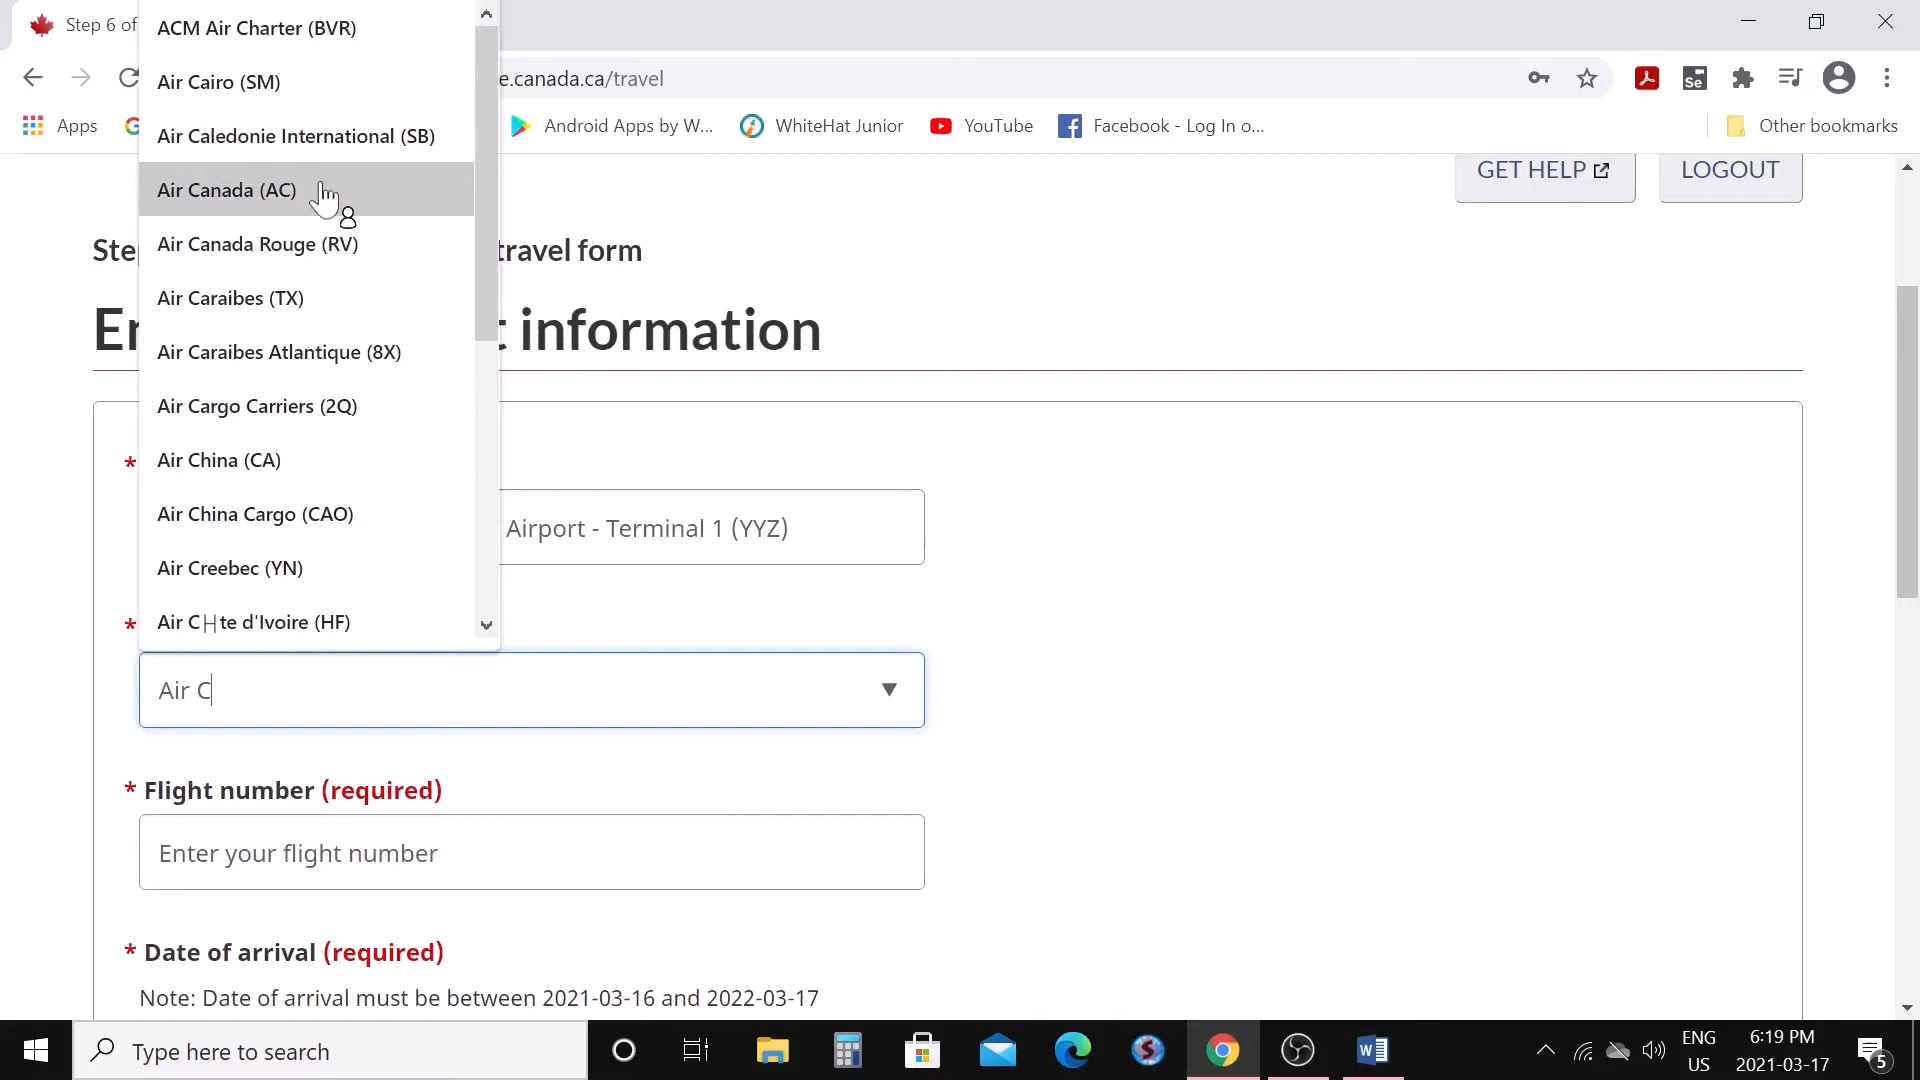 Step 6 of
e.canada.ca/travel
Se
Apps
Android Apps by W...
WhiteHat Junior
YouTube
Facebook - Log In o...
Other bookmarks
ACM Air Charter (BVR)
Air Cairo (SM)
Air Caledonie International (SB)
Air Canada (AC)
Air Canada Rouge (RV)
Air Caraibes (TX)
Air Caraibes Atlantique (8X)
Air Cargo Carriers (2Q)
Air China (CA)
Air China Cargo (CAO)
Air Creebec (YN)
Air C├te d'Ivoire (HF)
GET HELP
LOGOUT
Ste travel form
En t information
*
Airport - Terminal 1 (YYZ)
*
Air C
* Flight number (required)
Enter your flight number
* Date of arrival (required)
Note: Date of arrival must be between 2021-03-16 and 2022-03-17
Type here to search
ENG
US
6:19 PM
2021-03-17
5